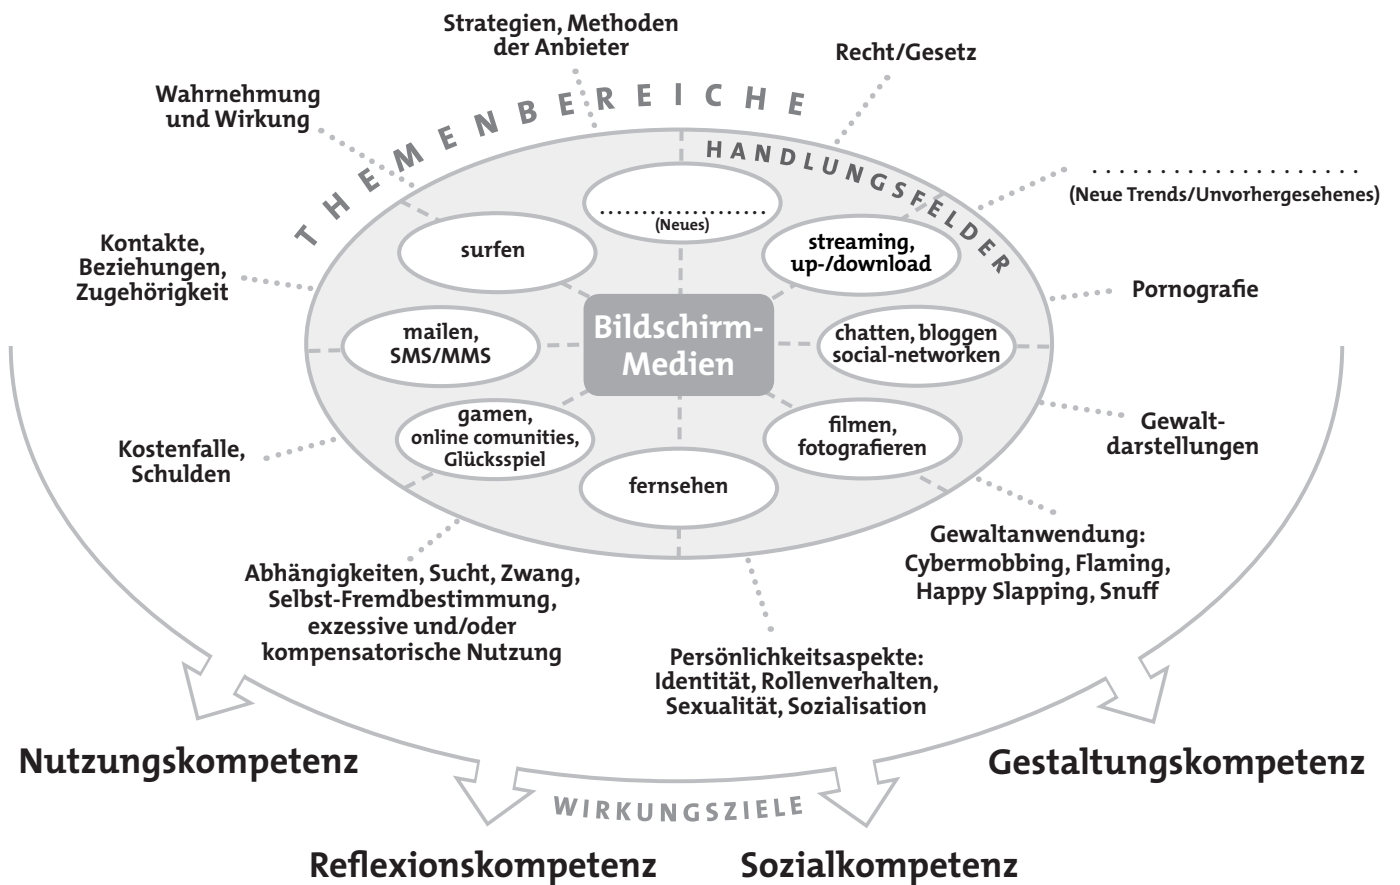 Strategien, Methoden
der Anbieter
Recht/Gesetz
Wahrnehmung
und Wirkung
THEMENBEREICHE
HANDLUNGSFELDER
...................
(Neue Trends/Unvorhergesehenes)
...................
(Neues)
surfen
streaming,
up-/download
Kontakte,
Beziehungen,
Zugehörigkeit
Pornografie
mailen,
SMS/MMS
Bildschirm-
Medien
chatten, bloggen
social-networken
gamen,
online comunities,
Glücksspiel
filmen,
fotografieren
Gewalt-
darstellungen
Kostenfalle,
Schulden
fernsehen
Gewaltanwendung:
Cybermobbing, Flaming,
Happy Slapping, Snuff
Abhängigkeiten, Sucht, Zwang,
Selbst-Fremdbestimmung,
exzessive und/oder
kompensatorische Nutzung
Persönlichkeitsaspekte:
Identität, Rollenverhalten,
Sexualität, Sozialisation
Nutzungskompetenz
Gestaltungskompetenz
WIRKUNGSZIELE
Reflexionskompetenz
Sozialkompetenz